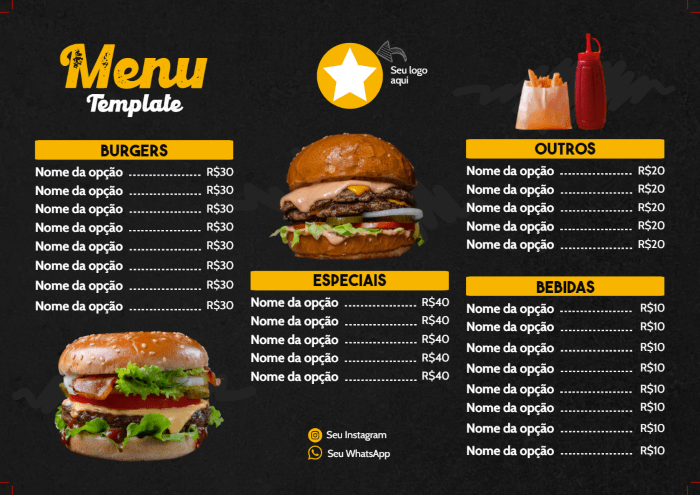 Menu
Template
Seu logo
aqui
BURGERS
Nome da opção ........................ R$30
Nome da opção ........................ R$30
Nome da opção ........................ R$30
Nome da opção ........................ R$30
Nome da opção ........................ R$30
Nome da opção ........................ R$30
Nome da opção ........................ R$30
Nome da opção ........................ R$30
ESPECIAIS
Nome da opção ........................ R$40
Nome da opção ........................ R$40
Nome da opção ........................ R$40
Nome da opção ........................ R$40
Nome da opção ........................ R$40
Seu Instagram
Seu WhatsApp
OUTROS
Nome da opção ........................ R$20
Nome da opção ........................ R$20
Nome da opção ........................ R$20
Nome da opção ........................ R$20
Nome da opção ........................ R$20
BEBIDAS
Nome da opção ........................ R$10
Nome da opção ........................ R$10
Nome da opção ........................ R$10
Nome da opção ........................ R$10
Nome da opção ........................ R$10
Nome da opção ........................ R$10
Nome da opção ........................ R$10
Nome da opção ........................ R$10